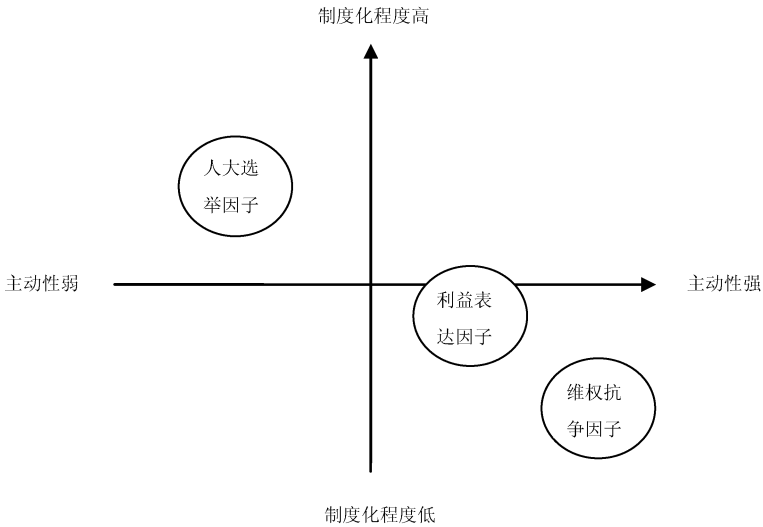 制度化程度高
人大选
举因子
主动性弱
主动性强
利益表
达因子
维权抗
争因子
制度化程度低